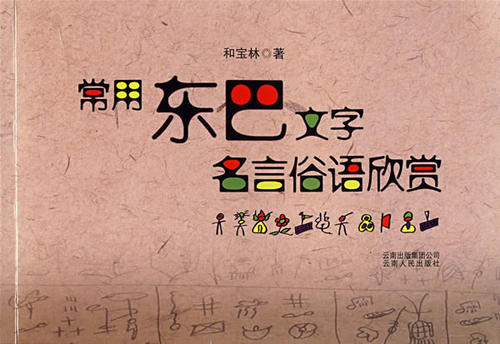 和宝林◎著
常用东巴文字
名言俗语欣赏
云南出版集团公司
云南人民出版社